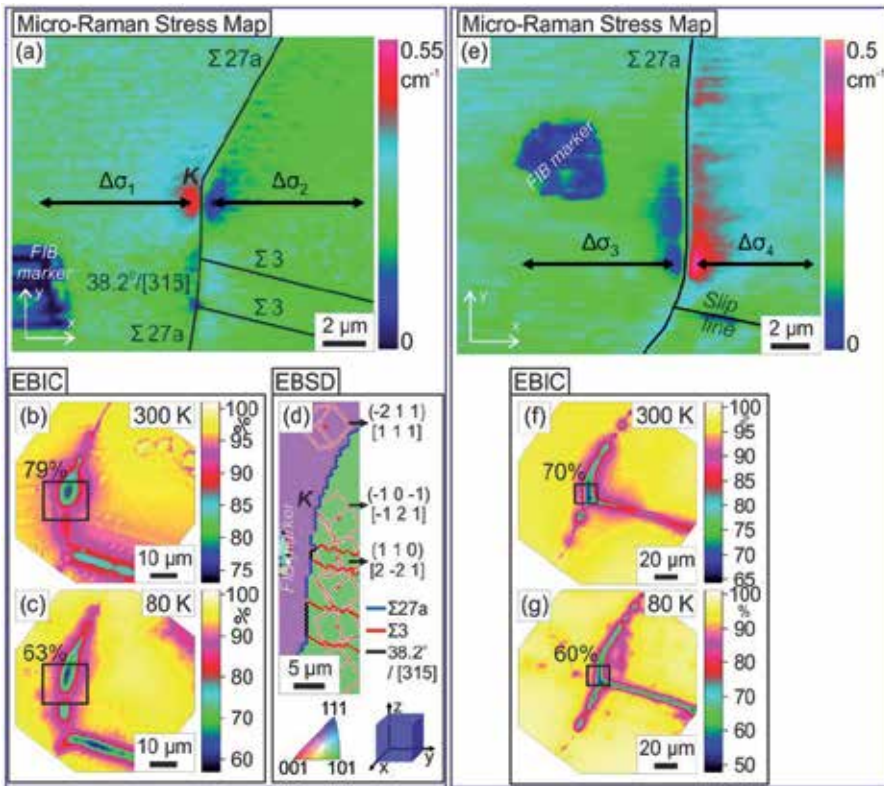 Micro-Raman Stress Map
(a)
Σ27a
0.55
cm-1
K
Δσ1
Δσ2
FIB
marker
38.2°/[315]
Σ3
Σ3
y
x
Σ27a
2 µm
0
Micro-Raman Stress Map
(e)
Σ27a
0.5
cm-1
FIB marker
Δσ3
Δσ4
Y
X
Slip
line
2 µm
0
EBIC
(b)
300 K
79%
10 µm
100
%
95
90
85
80
75
(c)
80 K
63%
10 µm
100
%
90
80
70
60
EBSD
(d)
(-2 1 1)
[1 1 1]
K
(-1 0 -1)
[-1 2 1]
FIB marker
(1 1 0)
[2 -2 1]
Σ27a
Σ3
38.2°
/ [315]
5 µm
111
001
101
z
y
x
EBIC
(f)
300 K
70%
20 µm
100
%
95
90
85
80
75
70
65
(g)
80 K
60%
20 µm
100
%
90
80
70
60
50